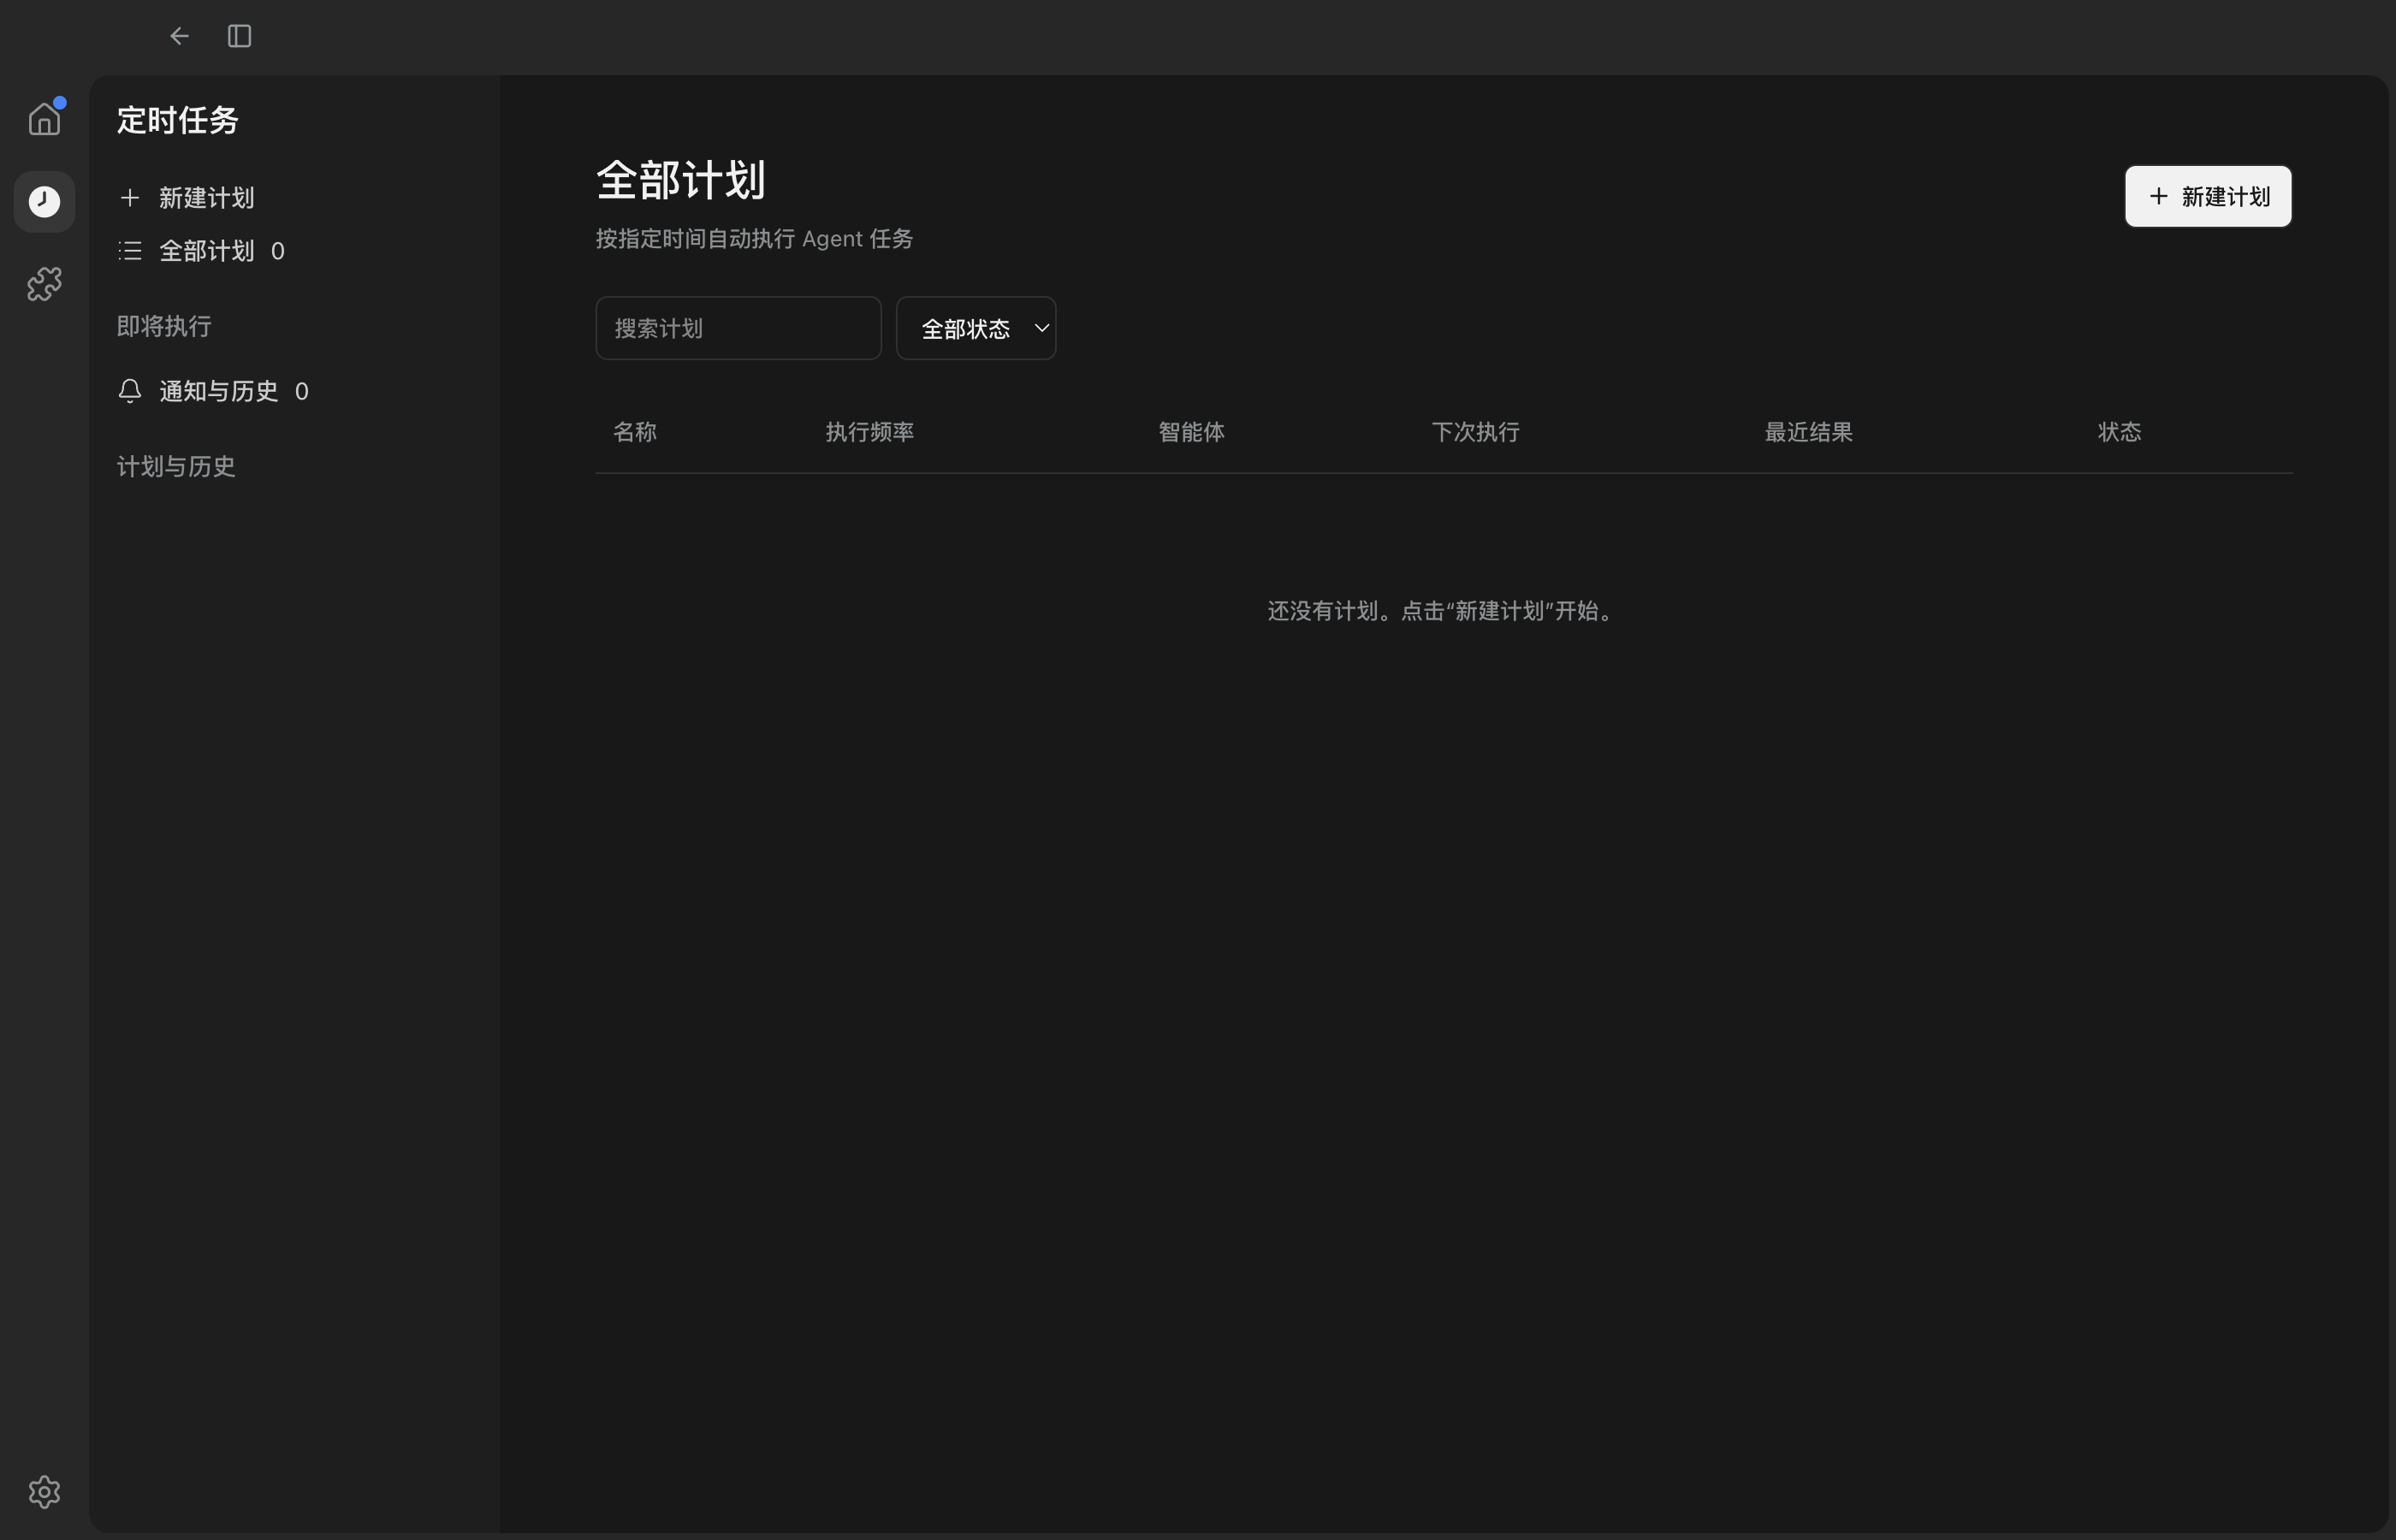 定时任务
新建计划
全部计划 0
即将执行
通知与历史 0
计划与历史
全部计划
按指定时间自动执行 Agent 任务
新建计划
搜索计划
全部状态
名称 执行频率 智能体 下次执行 最近结果 状态
还没有计划。点击“新建计划”开始。